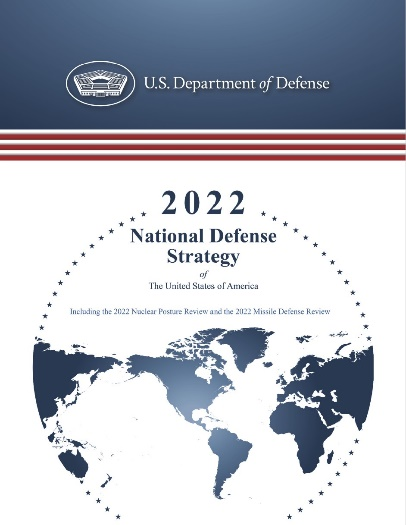 U.S. Department of Defense
2022
National Defense
Strategy
of
The United States of America
Including the 2022 Nuclear Posture Review and the 2022 Missile Defense Review